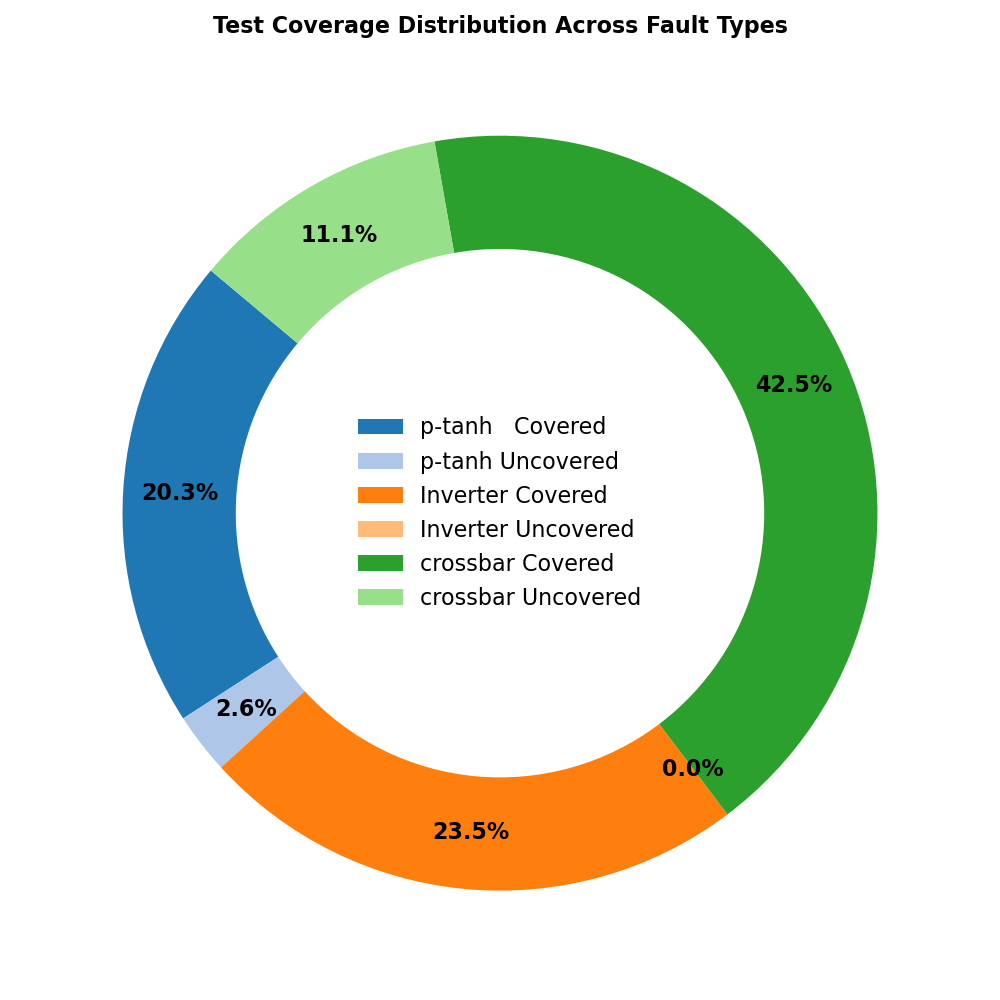 Test Coverage Distribution Across Fault Types
11.1%
42.5%
20.3%
p-tanh   Covered
p-tanh Uncovered
Inverter Covered
Inverter Uncovered
crossbar Covered
crossbar Uncovered
2.6%
0.0%
23.5%